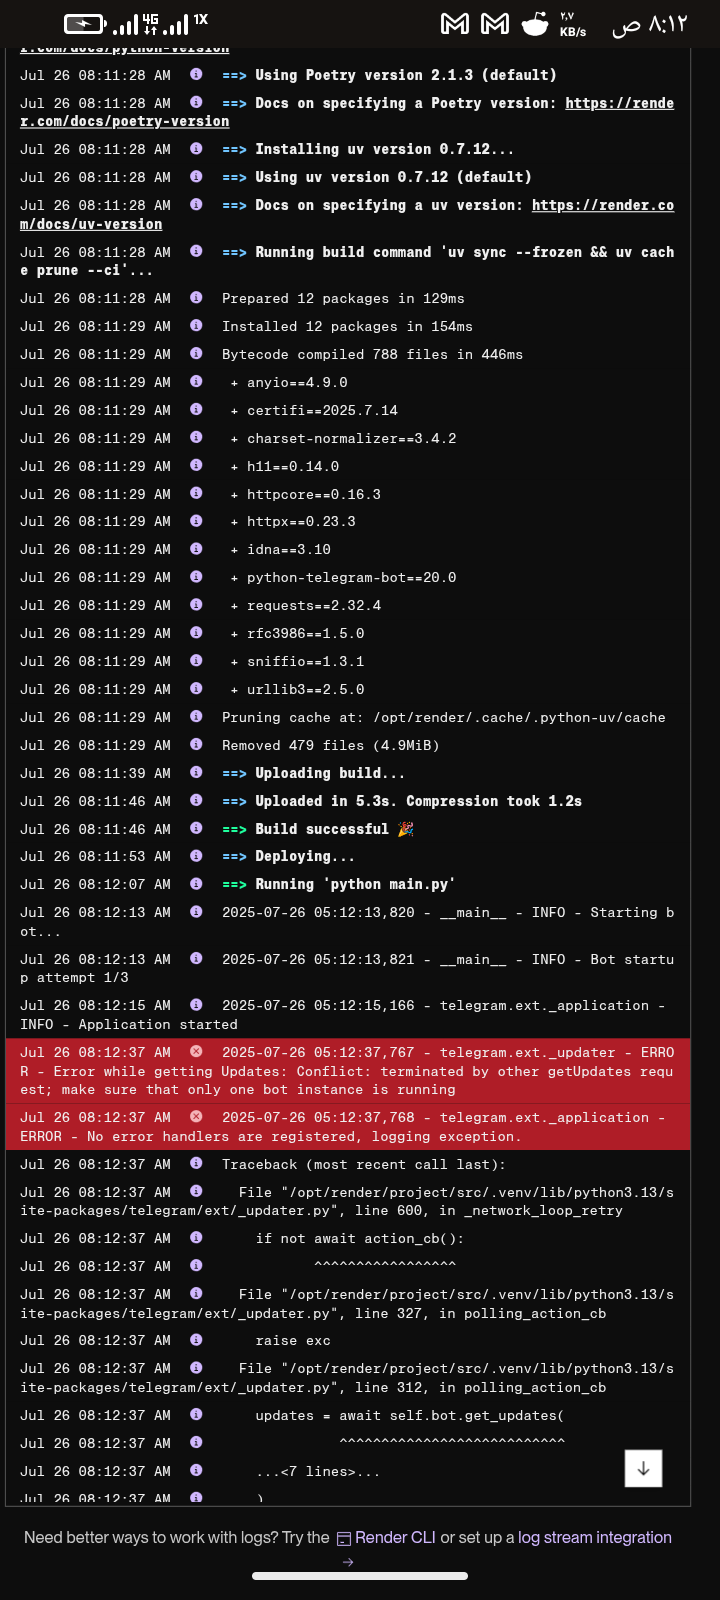 4G 1X ٢,٧ KB/s ٨:١٢ ص
r.com/docs/python-version
Jul 26 08:11:28 AM ==> Using Poetry version 2.1.3 (default)
Jul 26 08:11:28 AM ==> Docs on specifying a Poetry version: https://rende
r.com/docs/poetry-version
Jul 26 08:11:28 AM ==> Installing uv version 0.7.12...
Jul 26 08:11:28 AM ==> Using uv version 0.7.12 (default)
Jul 26 08:11:28 AM ==> Docs on specifying a uv version: https://render.co
m/docs/uv-version
Jul 26 08:11:28 AM ==> Running build command 'uv sync --frozen && uv cach
e prune --ci'...
Jul 26 08:11:28 AM Prepared 12 packages in 129ms
Jul 26 08:11:29 AM Installed 12 packages in 154ms
Jul 26 08:11:29 AM Bytecode compiled 788 files in 446ms
Jul 26 08:11:29 AM + anyio==4.9.0
Jul 26 08:11:29 AM + certifi==2025.7.14
Jul 26 08:11:29 AM + charset-normalizer==3.4.2
Jul 26 08:11:29 AM + h11==0.14.0
Jul 26 08:11:29 AM + httpcore==0.16.3
Jul 26 08:11:29 AM + httpx==0.23.3
Jul 26 08:11:29 AM + idna==3.10
Jul 26 08:11:29 AM + python-telegram-bot==20.0
Jul 26 08:11:29 AM + requests==2.32.4
Jul 26 08:11:29 AM + rfc3986==1.5.0
Jul 26 08:11:29 AM + sniffio==1.3.1
Jul 26 08:11:29 AM + urllib3==2.5.0
Jul 26 08:11:29 AM Pruning cache at: /opt/render/.cache/.python-uv/cache
Jul 26 08:11:29 AM Removed 479 files (4.9MiB)
Jul 26 08:11:39 AM ==> Uploading build...
Jul 26 08:11:46 AM ==> Uploaded in 5.3s. Compression took 1.2s
Jul 26 08:11:46 AM ==> Build successful 🎉
Jul 26 08:11:53 AM ==> Deploying...
Jul 26 08:12:07 AM ==> Running 'python main.py'
Jul 26 08:12:13 AM 2025-07-26 05:12:13,820 - __main__ - INFO - Starting b
ot...
Jul 26 08:12:13 AM 2025-07-26 05:12:13,821 - __main__ - INFO - Bot startu
p attempt 1/3
Jul 26 08:12:15 AM 2025-07-26 05:12:15,166 - telegram.ext._application -
INFO - Application started
Jul 26 08:12:37 AM 2025-07-26 05:12:37,767 - telegram.ext._updater - ERRO
R - Error while getting Updates: Conflict: terminated by other getUpdates requ
est; make sure that only one bot instance is running
Jul 26 08:12:37 AM 2025-07-26 05:12:37,768 - telegram.ext._application -
ERROR - No error handlers are registered, logging exception.
Jul 26 08:12:37 AM Traceback (most recent call last):
Jul 26 08:12:37 AM File "/opt/render/project/src/.venv/lib/python3.13/s
ite-packages/telegram/ext/_updater.py", line 600, in _network_loop_retry
Jul 26 08:12:37 AM if not await action_cb():
Jul 26 08:12:37 AM ^^^^^^^^^^^^^^^^^
Jul 26 08:12:37 AM File "/opt/render/project/src/.venv/lib/python3.13/s
ite-packages/telegram/ext/_updater.py", line 327, in polling_action_cb
Jul 26 08:12:37 AM raise exc
Jul 26 08:12:37 AM File "/opt/render/project/src/.venv/lib/python3.13/s
ite-packages/telegram/ext/_updater.py", line 312, in polling_action_cb
Jul 26 08:12:37 AM updates = await self.bot.get_updates(
Jul 26 08:12:37 AM ^^^^^^^^^^^^^^^^^^^^^^^^^^^
Jul 26 08:12:37 AM ...<7 lines>...
Jul 26 08:12:37 AM )
Need better ways to work with logs? Try the Render CLI or set up a log stream integration
→